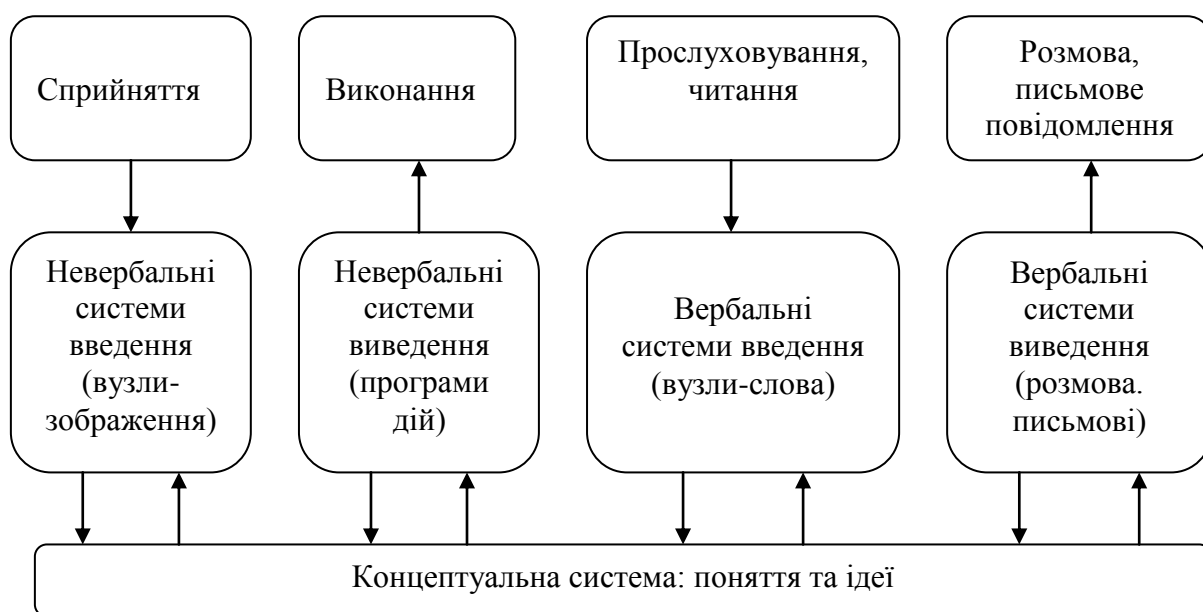 Сприйняття
Виконання
Прослуховування,
читання
Розмова,
письмове
повідомлення
Невербальні
системи
введення
(вузли-
зображення)
Невербальні
системи
виведення
(програми
дій)
Вербальні
системи введення
(вузли-слова)
Вербальні
системи
виведення
(розмова.
письмові)
Концептуальна система: поняття та ідеї